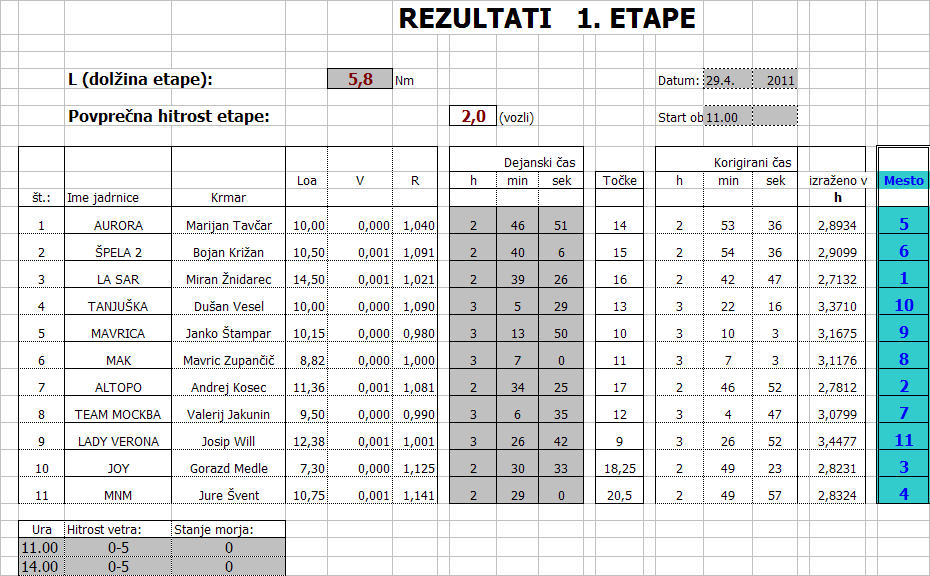 REZULTATI 1. ETAPE
L (dolžina etape): 5,8 Nm Datum: 29.4. 2011
Povprečna hitrost etape: 2,0 (vozli) Start ob 11.00
Dejanski čas Korigirani čas
Loa V R h min sek Točke h min sek izraženo v Mesto
št.: Ime jadrnice Krmar h
1 AURORA Marijan Tavčar 10,00 0,000 1,040 2 46 51 14 2 53 36 2,8934 5
2 ŠPELA 2 Bojan Križan 10,50 0,001 1,091 2 40 6 15 2 54 36 2,9099 6
3 LA SAR Miran Žnidarec 14,50 0,001 1,021 2 39 26 16 2 42 47 2,7132 1
4 TANJUŠKA Dušan Vesel 10,00 0,000 1,090 3 5 29 13 3 22 16 3,3710 10
5 MAVRICA Janko Štampar 10,15 0,000 0,980 3 13 50 10 3 10 3 3,1675 9
6 MAK Mavric Zupančič 8,82 0,000 1,000 3 7 0 11 3 7 3 3,1176 8
7 ALTOPO Andrej Kosec 11,36 0,001 1,081 2 34 25 17 2 46 52 2,7812 2
8 TEAM MOCKBA Valerij Jakunin 9,50 0,000 0,990 3 6 35 12 3 4 47 3,0799 7
9 LADY VERONA Josip Will 12,38 0,001 1,001 3 26 42 9 3 26 52 3,4477 11
10 JOY Gorazd Medle 7,30 0,000 1,125 2 30 33 18,25 2 49 23 2,8231 3
11 MNM Jure Švent 10,75 0,001 1,141 2 29 0 20,5 2 49 57 2,8324 4
Ura Hitrost vetra: Stanje morja:
11.00 0-5 0
14.00 0-5 0